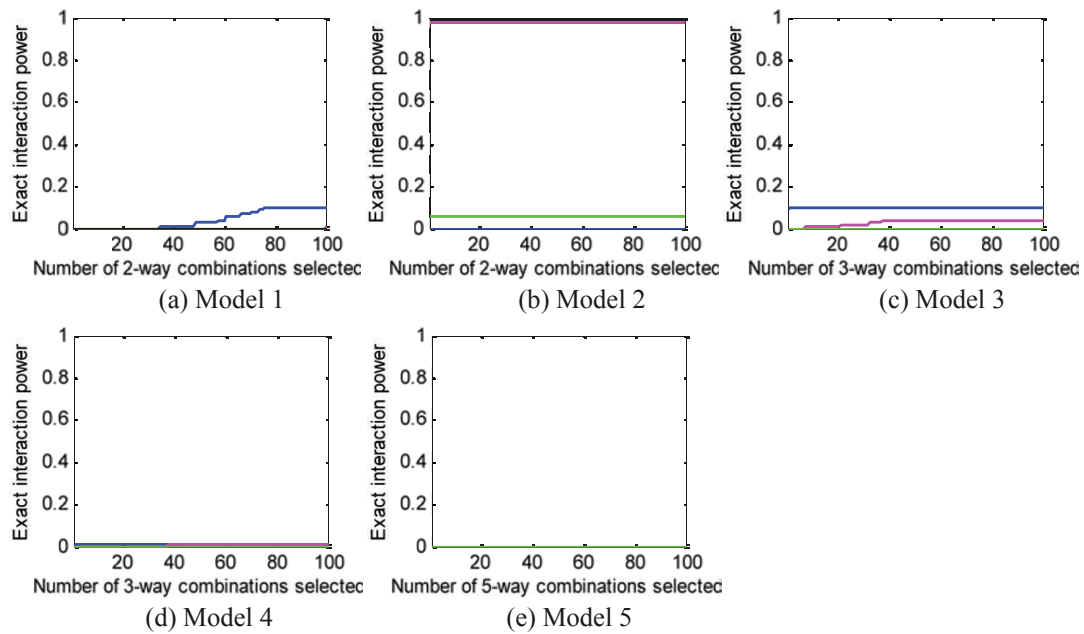 Exact interaction power
1
0.8
0.6
0.4
0.2
0
20 40 60 80 100
Number of 2-way combinations selected
(a) Model 1
Exact interaction power
1
0.8
0.6
0.4
0.2
0
20 40 60 80 100
Number of 2-way combinations selected
(b) Model 2
Exact interaction power
1
0.8
0.6
0.4
0.2
0
20 40 60 80 100
Number of 3-way combinations selected
(c) Model 3
Exact interaction power
1
0.8
0.6
0.4
0.2
0
20 40 60 80 100
Number of 3-way combinations selected
(d) Model 4
Exact interaction power
1
0.8
0.6
0.4
0.2
0
20 40 60 80 100
Number of 5-way combinations selected
(e) Model 5